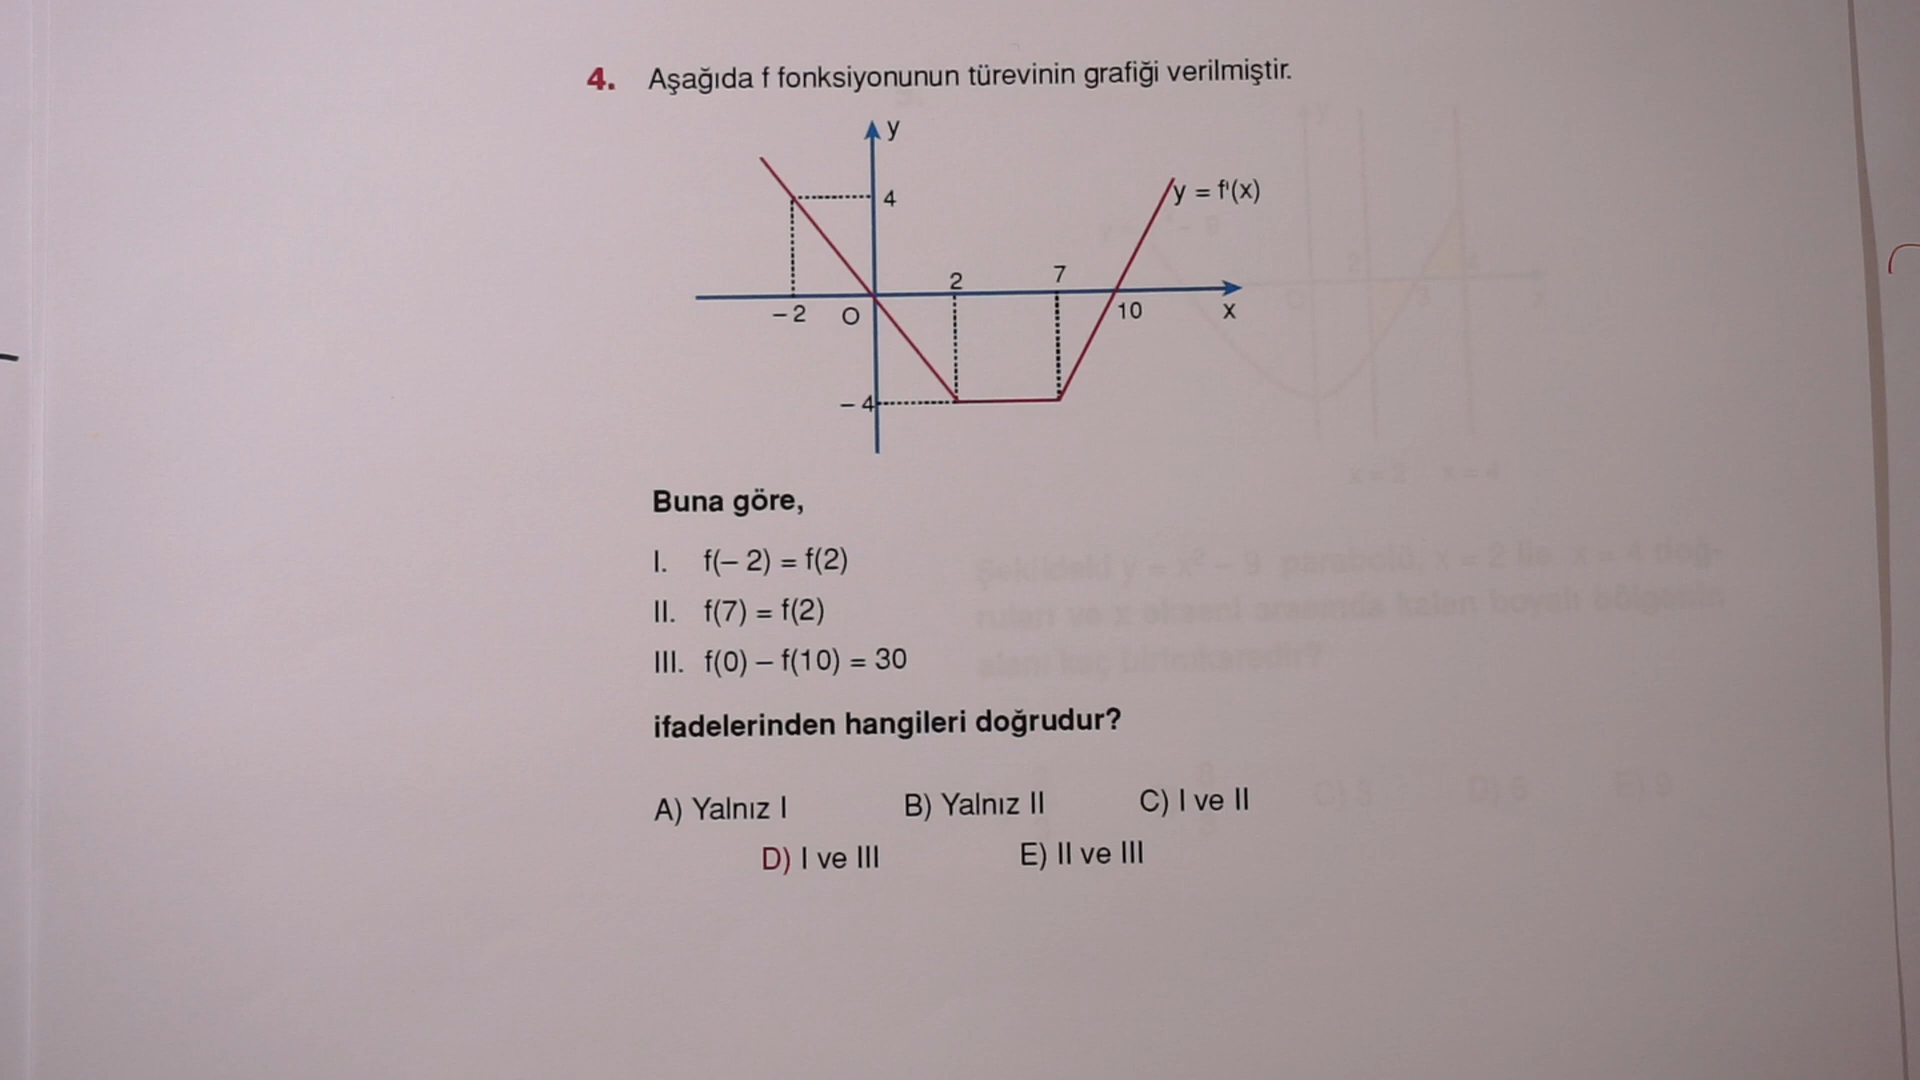 4. Aşağıda f fonksiyonunun türevinin grafiği verilmiştir.
y
4
y = f'(x)
2
7
– 2
O
10
x
– 4
Buna göre,
I. f(– 2) = f(2)
II. f(7) = f(2)
III. f(0) – f(10) = 30
ifadelerinden hangileri doğrudur?
A) Yalnız I B) Yalnız II C) I ve II
D) I ve III E) II ve III